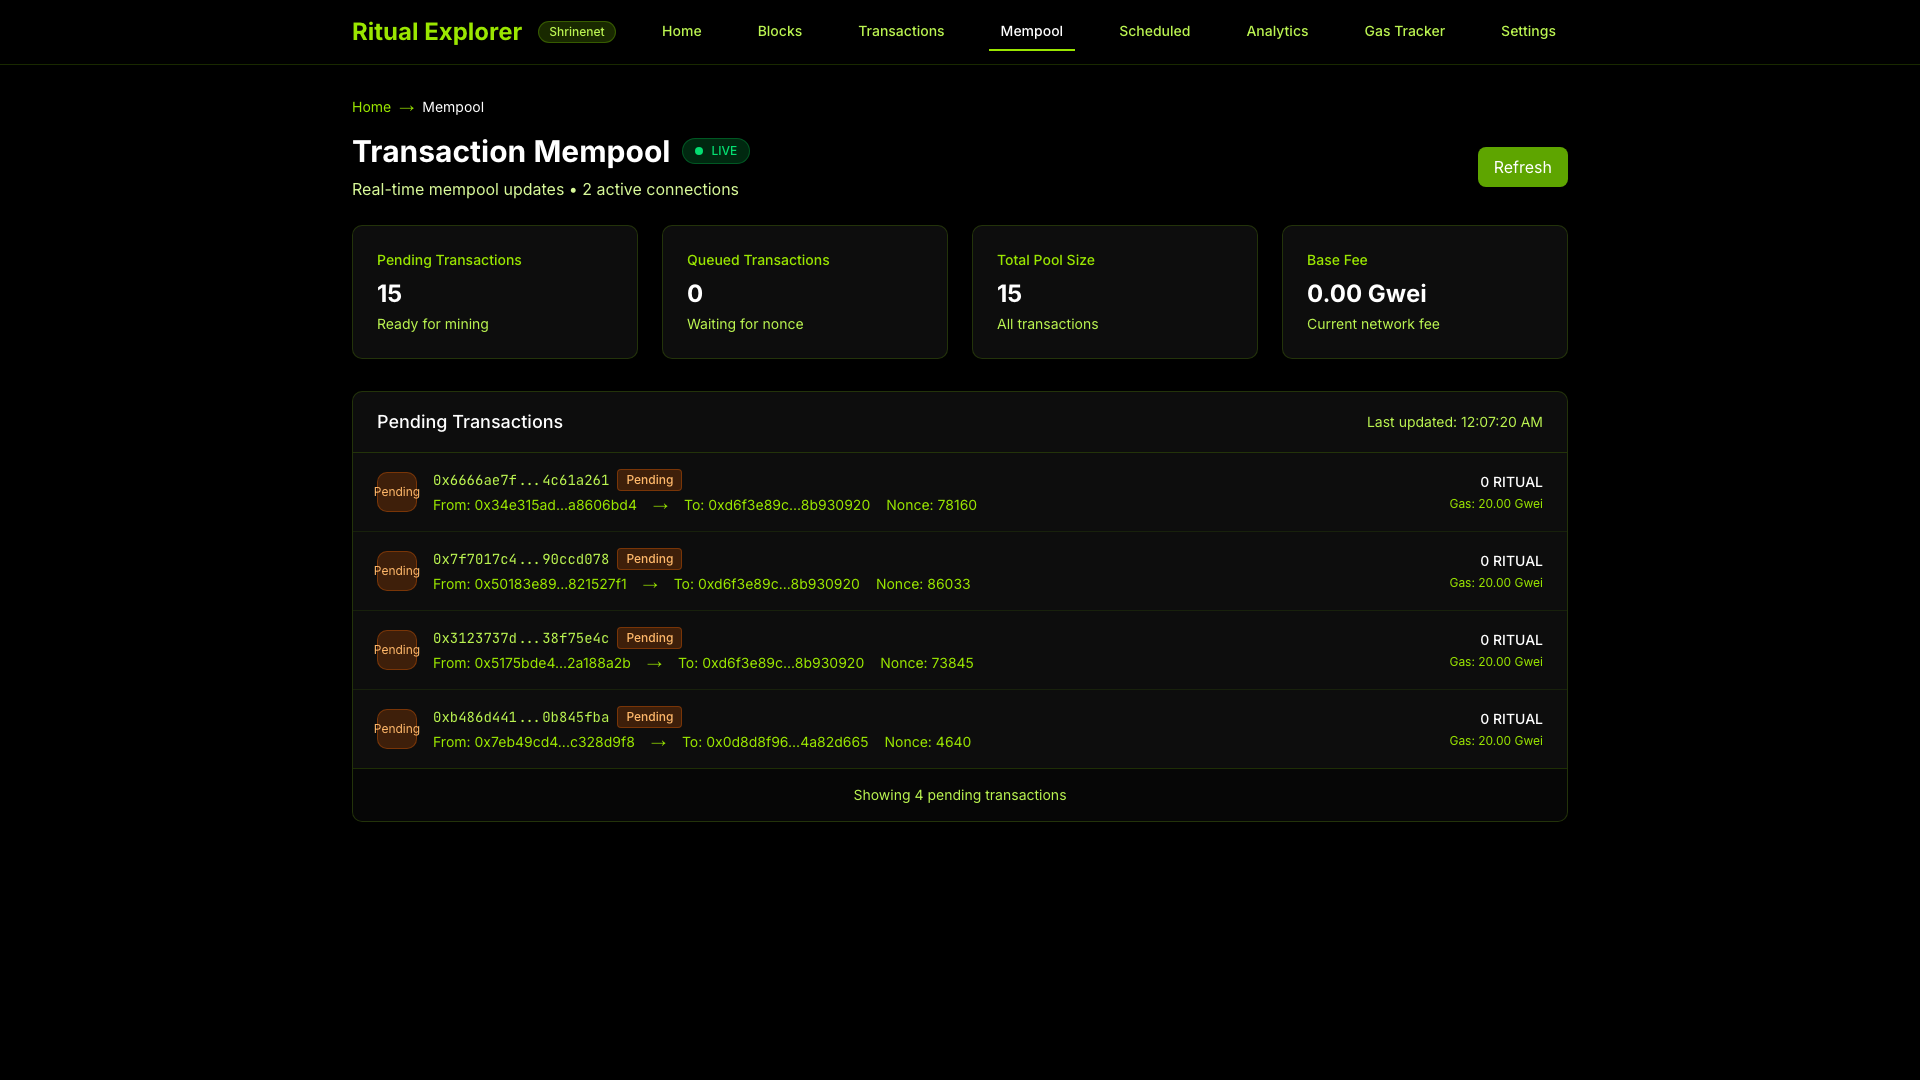 Ritual Explorer Shrinenet Home Blocks Transactions Mempool Scheduled Analytics Gas Tracker Settings
Home → Mempool
Transaction Mempool LIVE
Real-time mempool updates • 2 active connections
Refresh
Pending Transactions
15
Ready for mining
Queued Transactions
0
Waiting for nonce
Total Pool Size
15
All transactions
Base Fee
0.00 Gwei
Current network fee
Pending Transactions Last updated: 12:07:20 AM
Pending
0x6666ae7f...4c61a261 Pending
From: 0x34e315ad...a8606bd4 → To: 0xd6f3e89c...8b930920 Nonce: 78160
0 RITUAL
Gas: 20.00 Gwei
Pending
0x7f7017c4...90ccd078 Pending
From: 0x50183e89...821527f1 → To: 0xd6f3e89c...8b930920 Nonce: 86033
0 RITUAL
Gas: 20.00 Gwei
Pending
0x3123737d...38f75e4c Pending
From: 0x5175bde4...2a188a2b → To: 0xd6f3e89c...8b930920 Nonce: 73845
0 RITUAL
Gas: 20.00 Gwei
Pending
0xb486d441...0b845fba Pending
From: 0x7eb49cd4...c328d9f8 → To: 0x0d8d8f96...4a82d665 Nonce: 4640
0 RITUAL
Gas: 20.00 Gwei
Showing 4 pending transactions